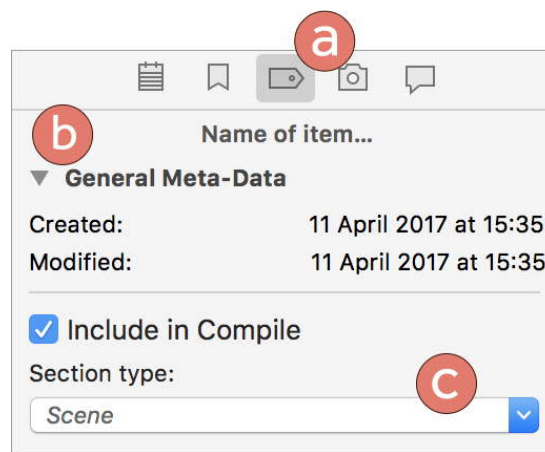 a
b
Name of item...
General Meta-Data
Created: 11 April 2017 at 15:35
Modified: 11 April 2017 at 15:35
Include in Compile
Section type:
c
Scene